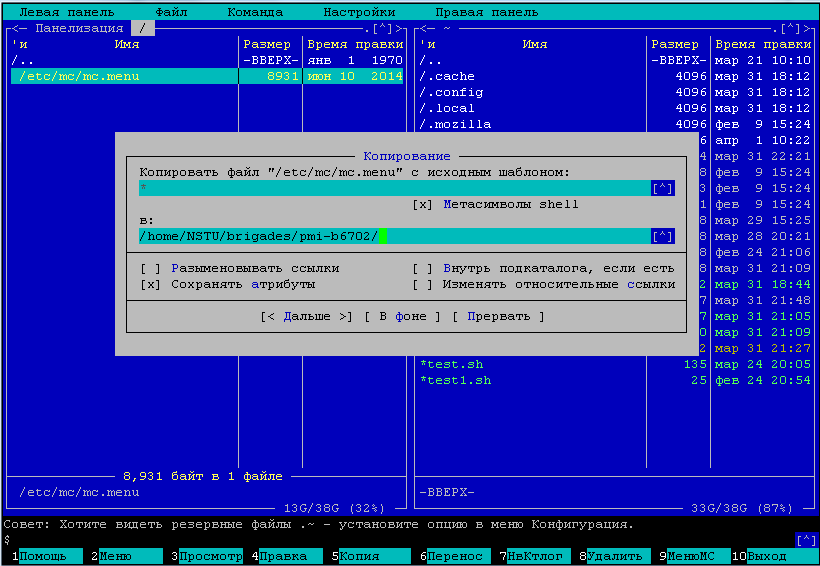 Левая панель Файл Команда Настройки Правая панель
<— Панелизация / .[^]>
<— ~ .[^]>
'и Имя Размер Время правки
'и Имя Размер Время правки
/.. -ВВЕРХ- янв 1 1970
/.. -ВВЕРХ- мар 21 10:10
/etc/mc/mc.menu 8931 июн 10 2014
/.cache 4096 мар 31 18:12
/.config 4096 мар 31 18:12
/.local 4096 мар 31 18:12
/.mozilla 4096 фев 9 15:24
6 апр 1 10:22
4 мар 31 22:21
8 фев 9 15:24
3 фев 9 15:24
1 фев 9 15:24
8 мар 29 15:25
8 мар 28 20:21
8 фев 24 21:06
8 мар 31 21:09
2 мар 31 18:44
7 мар 31 21:48
7 мар 31 21:05
0 мар 31 21:09
2 мар 31 21:27
*test.sh 135 мар 24 20:05
*test1.sh 25 фев 24 20:54
Копирование
Копировать файл "/etc/mc/mc.menu" с исходным шаблоном:
* [^]
[x] Метасимволы shell
в:
/home/NSTU/brigades/pmi-b6702/ [^]
[ ] Разыменовывать ссылки [ ] Внутрь подкаталога, если есть
[x] Сохранять атрибуты [ ] Изменять относительные ссылки
[< Дальше >] [ В фоне ] [ Прервать ]
8,931 байт в 1 файле
/etc/mc/mc.menu
-ВВЕРХ-
13G/38G (32%)
33G/38G (87%)
Совет: Хотите видеть резервные файлы .~ - установите опцию в меню Конфигурация.
$ [^]
1Помощь 2Меню 3Просмотр 4Правка 5Копия 6Перенос 7НвКтлог 8Удалить 9МенюMC 10Выход